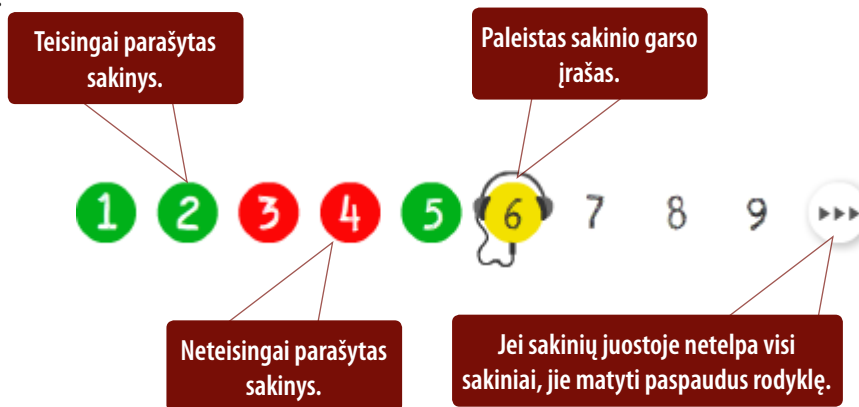 Teisingai parašytas
sakinys.
Paleistas sakinio garso
įrašas.
1 2 3 4 5 6 7 8 9
Neteisingai parašytas
sakinys.
Jei sakinių juostoje netelpa visi
sakiniai, jie matyti paspaudus rodyklę.